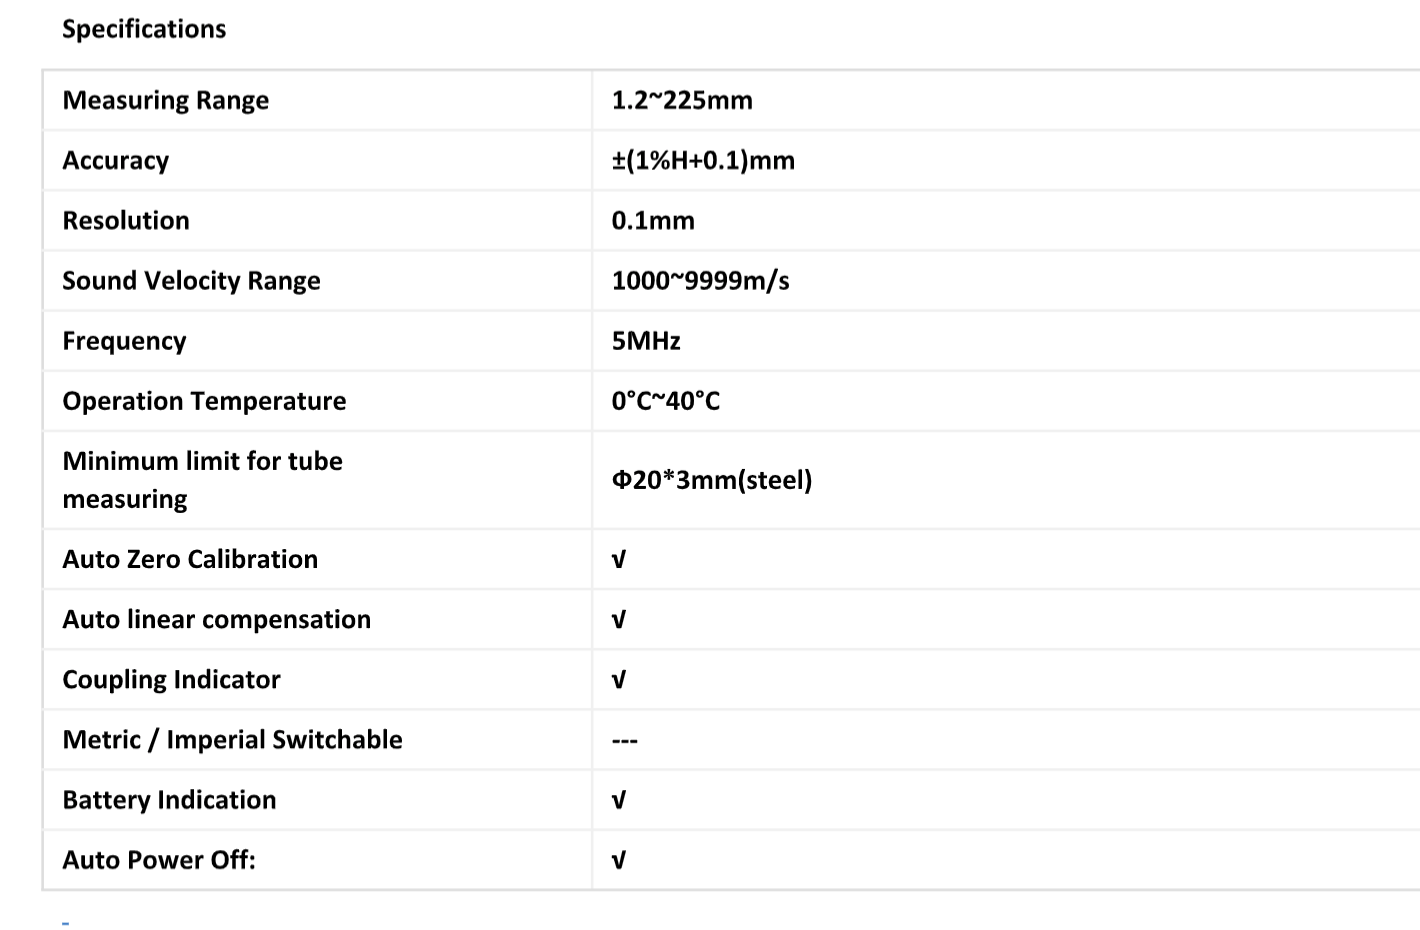 Specifications
Measuring Range 1.2~225mm
Accuracy ±(1%H+0.1)mm
Resolution 0.1mm
Sound Velocity Range 1000~9999m/s
Frequency 5MHz
Operation Temperature 0°C~40°C
Minimum limit for tube
measuring Φ20*3mm(steel)
Auto Zero Calibration √
Auto linear compensation √
Coupling Indicator √
Metric / Imperial Switchable ---
Battery Indication √
Auto Power Off: √